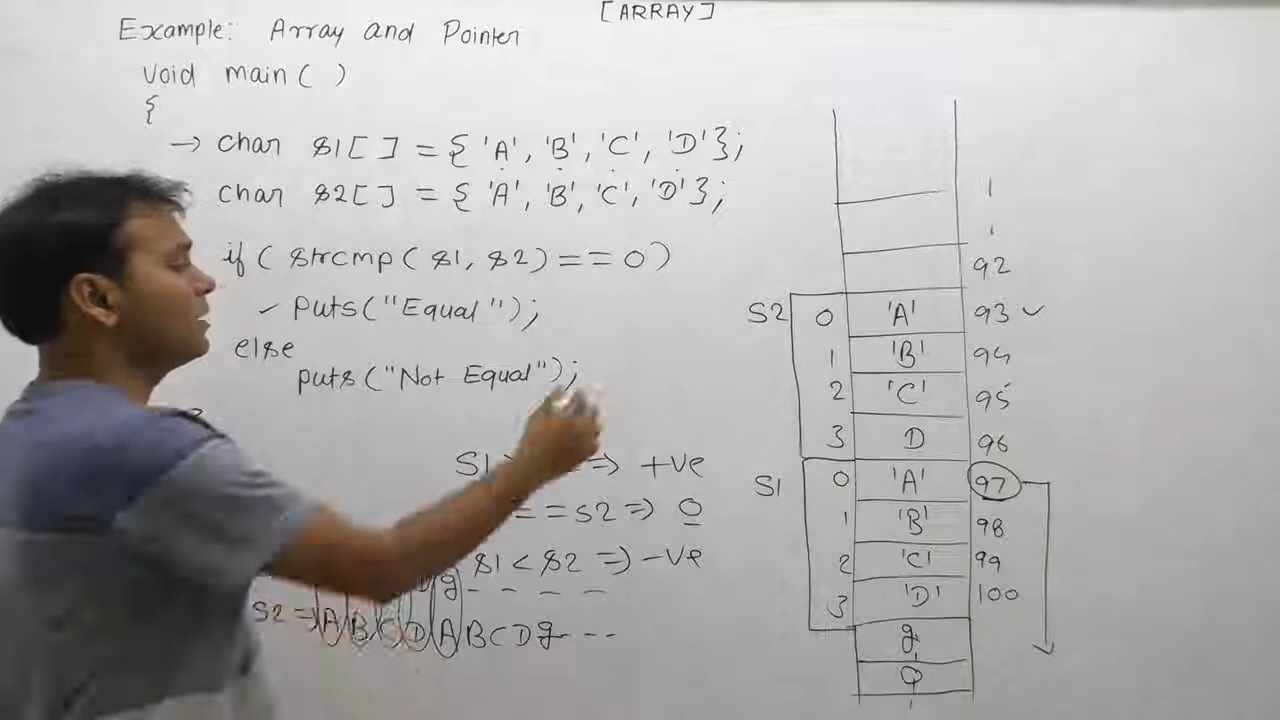 [ARRAY]
Example: Array and Pointer
void main( )
{
→ char s1[ ] = { 'A', 'B', 'C', 'D' };
char s2[ ] = { 'A', 'B', 'C', 'D' };
if ( strcmp( s1, s2) == 0 )
puts("Equal");
else
puts("Not Equal");
S1 => +ve
==s2 => 0
s1 < s2 => -ve
g - - - -
S2 => A B C D A B C D g - - -
92
S2 0 'A' 93
1 'B' 94
2 'C' 95
3 D 96
S1 0 'A' 97
1 'B' 98
2 'C' 99
3 'D' 100
g